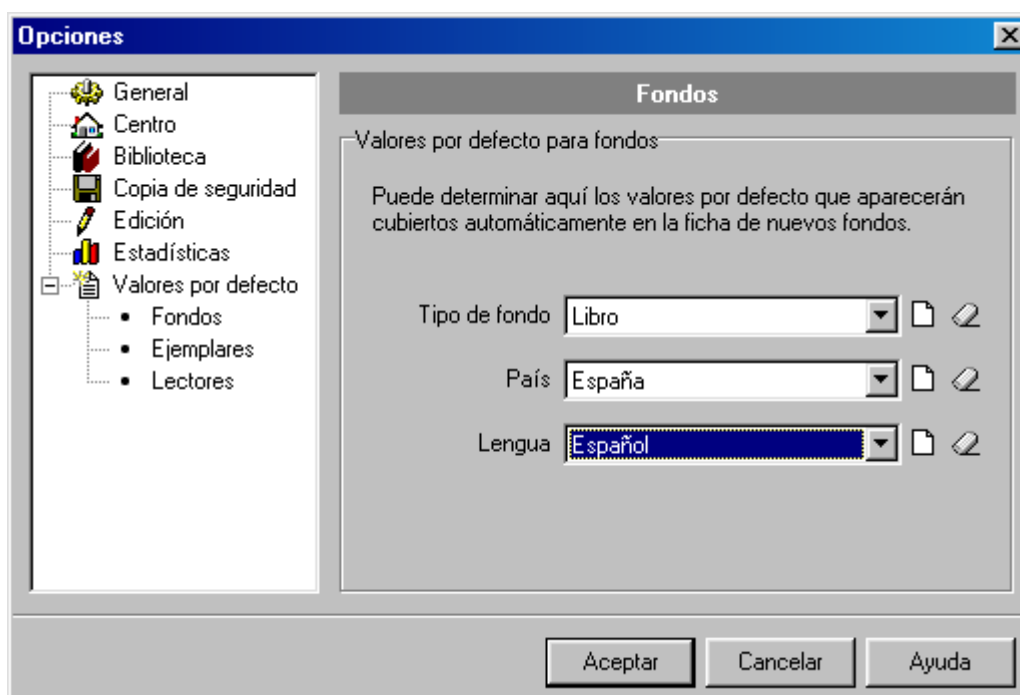 Opciones
General
Centro
Biblioteca
Copia de seguridad
Edición
Estadísticas
Valores por defecto
Fondos
Ejemplares
Lectores
Fondos
Valores por defecto para fondos
Puede determinar aquí los valores por defecto que aparecerán
cubiertos automáticamente en la ficha de nuevos fondos.
Tipo de fondo Libro
País España
Lengua Español
Aceptar Cancelar Ayuda